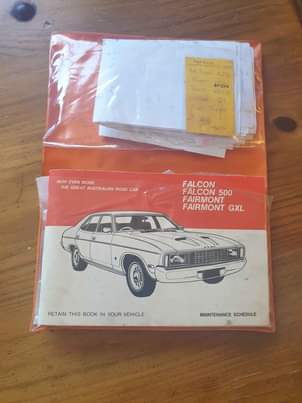 NOW EVEN MORE
THE GREAT AUSTRALIAN ROAD CAR
FALCON
FALCON 500
FAIRMONT
FAIRMONT GXL
RETAIN THIS BOOK IN YOUR VEHICLE
MAINTENANCE SCHEDULE